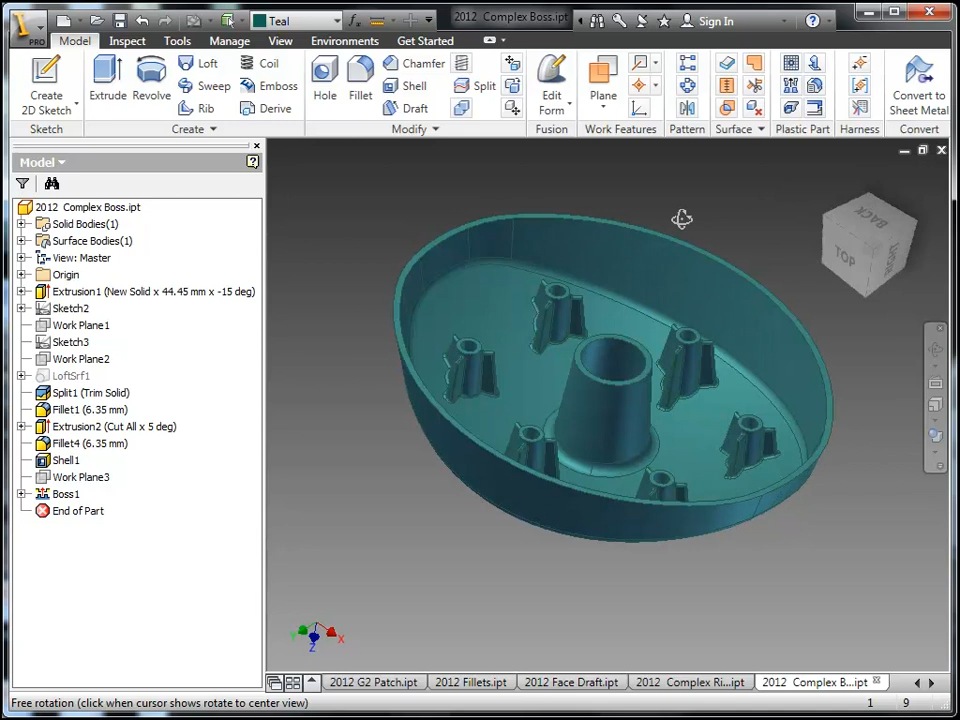 Teal
2012 Complex Boss.ipt
Sign In
PRO
Model
Inspect
Tools
Manage
View
Environments
Get Started
Create
2D Sketch
Extrude
Revolve
Loft
Sweep
Rib
Coil
Emboss
Derive
Hole
Fillet
Chamfer
Shell
Draft
Split
Edit
Form
Plane
Convert to
Sheet Metal
Sketch
Create
Modify
Fusion
Work Features
Pattern
Surface
Plastic Part
Harness
Convert
Model
2012 Complex Boss.ipt
Solid Bodies(1)
Surface Bodies(1)
View: Master
Origin
Extrusion1 (New Solid x 44.45 mm x -15 deg)
Sketch2
Work Plane1
Sketch3
Work Plane2
LoftSrf1
Split1 (Trim Solid)
Fillet1 (6.35 mm)
Extrusion2 (Cut All x 5 deg)
Fillet4 (6.35 mm)
Shell1
Work Plane3
Boss1
End of Part
BACK
TOP
X
Y
Z
2012 G2 Patch.ipt
2012 Fillets.ipt
2012 Face Draft.ipt
2012 Complex Ri...ipt
2012 Complex B...ipt
Free rotation (click when cursor shows rotate to center view)
1
9